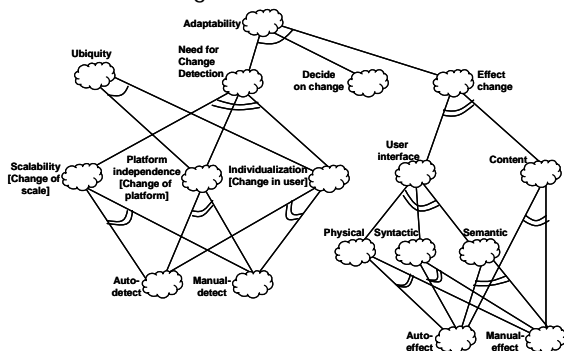 Adaptability
Ubiquity
Need for
Change
Detection
Decide
on change
Effect
change
Scalability
[Change of
scale]
Platform
independence
[Change of
platform]
Individualization
[Change in user]
User
interface
Content
Physical
Syntactic
Semantic
Auto-
detect
Manual-
detect
Auto-
effect
Manual-
effect